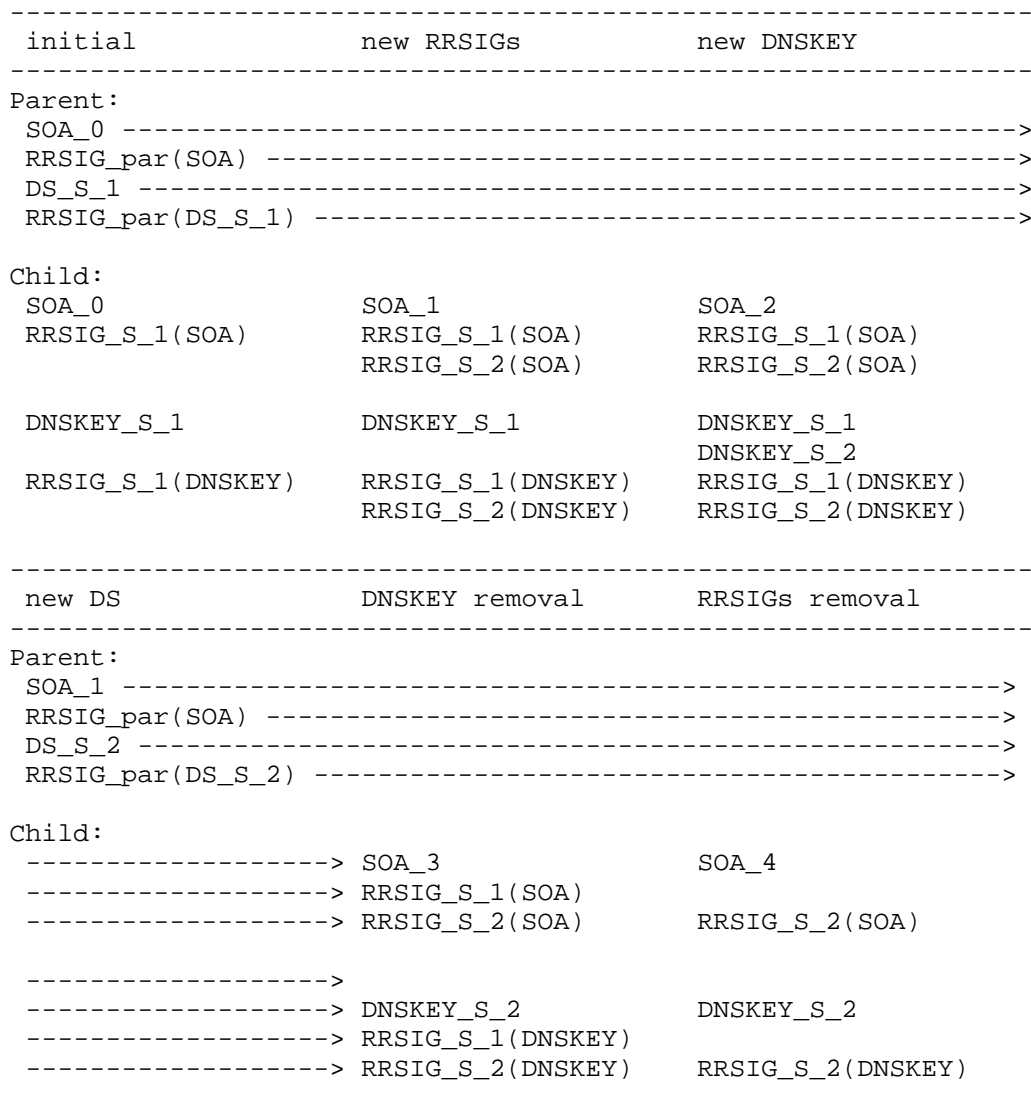 ----------------------------------------------------------------
 initial              new RRSIGs           new DNSKEY
----------------------------------------------------------------
Parent:
 SOA_0 -------------------------------------------------------->
 RRSIG_par(SOA) ----------------------------------------------->
 DS_S_1 ------------------------------------------------------->
 RRSIG_par(DS_S_1) -------------------------------------------->

Child:
 SOA_0                SOA_1                SOA_2
 RRSIG_S_1(SOA)       RRSIG_S_1(SOA)       RRSIG_S_1(SOA)
                      RRSIG_S_2(SOA)       RRSIG_S_2(SOA)

 DNSKEY_S_1           DNSKEY_S_1           DNSKEY_S_1
                                           DNSKEY_S_2
 RRSIG_S_1(DNSKEY)    RRSIG_S_1(DNSKEY)    RRSIG_S_1(DNSKEY)
                      RRSIG_S_2(DNSKEY)    RRSIG_S_2(DNSKEY)

----------------------------------------------------------------
 new DS               DNSKEY removal       RRSIGs removal
----------------------------------------------------------------
Parent:
 SOA_1 ------------------------------------------------------->
 RRSIG_par(SOA) ---------------------------------------------->
 DS_S_2 ------------------------------------------------------>
 RRSIG_par(DS_S_2) ------------------------------------------->

Child:
 -------------------> SOA_3                SOA_4
 -------------------> RRSIG_S_1(SOA)
 -------------------> RRSIG_S_2(SOA)       RRSIG_S_2(SOA)

 ------------------->
 -------------------> DNSKEY_S_2           DNSKEY_S_2
 -------------------> RRSIG_S_1(DNSKEY)
 -------------------> RRSIG_S_2(DNSKEY)    RRSIG_S_2(DNSKEY)